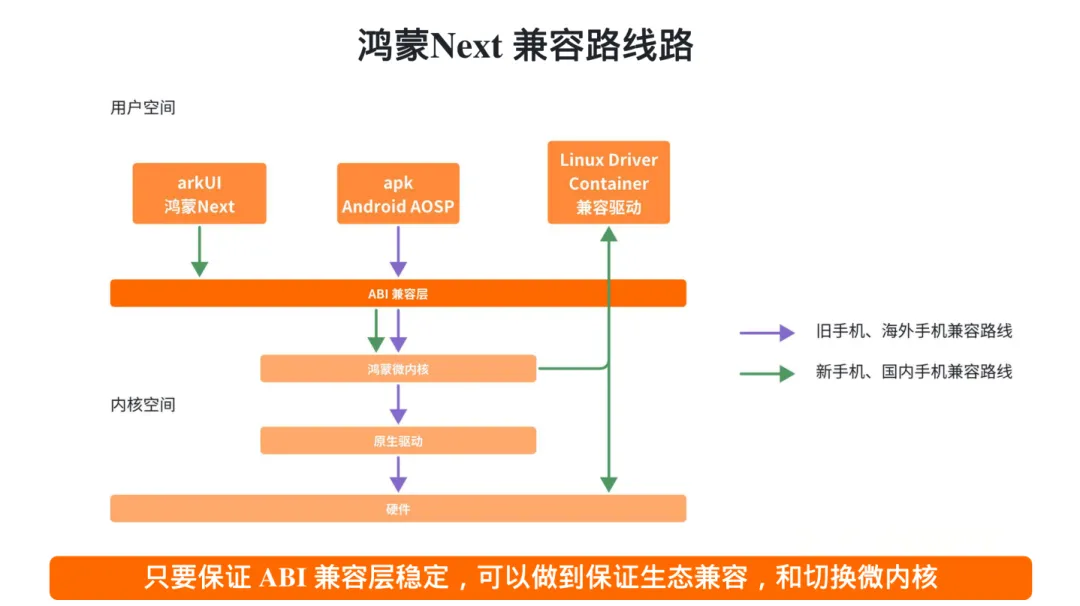 鸿蒙Next 兼容路线路
用户空间
arkUI
鸿蒙Next
apk
Android AOSP
Linux Driver
Container
兼容驱动
ABI 兼容层
旧手机、海外手机兼容路线
鸿蒙微内核
新手机、国内手机兼容路线
内核空间
原生驱动
硬件
只要保证 ABI 兼容层稳定，可以做到保证生态兼容，和切换微内核